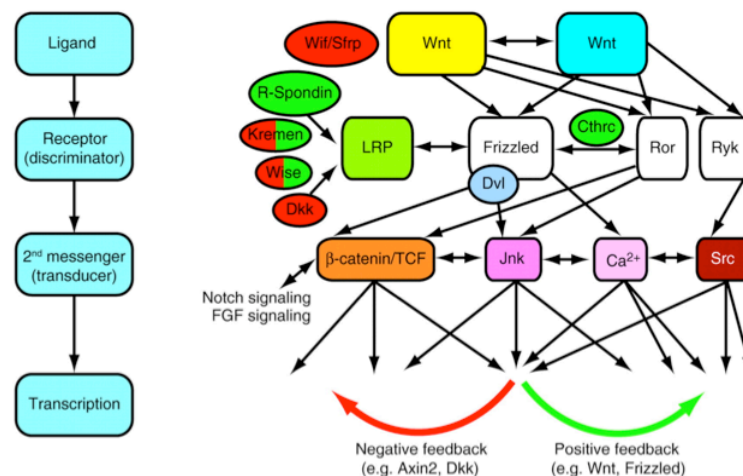 Ligand
Receptor
(discriminator)
2nd messenger
(transducer)
Transcription
Wif/Sfrp
Wnt
Wnt
R-Spondin
Kremen
Wise
Dkk
LRP
Frizzled
Cthrc
Ror
Ryk
Dvl
β-catenin/TCF
Jnk
Ca2+
Src
Notch signaling
FGF signaling
Negative feedback
(e.g. Axin2, Dkk)
Positive feedback
(e.g. Wnt, Frizzled)